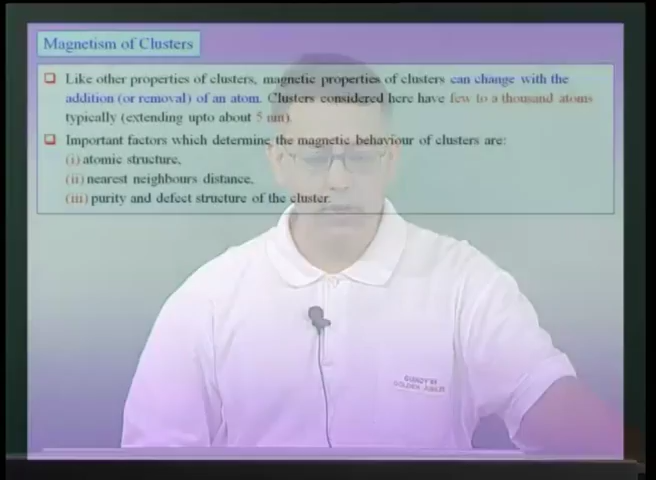 Magnetism of Clusters
Like other properties of clusters, magnetic properties of clusters can change with the
addition (or removal) of an atom. Clusters considered here have few to a thousand atoms
typically (extending upto about 5 nm).
Important factors which determine the magnetic behaviour of clusters are:
(i) atomic structure,
(ii) nearest neighbours distance,
(iii) purity and defect structure of the cluster.
GOLDEN JUBILEE